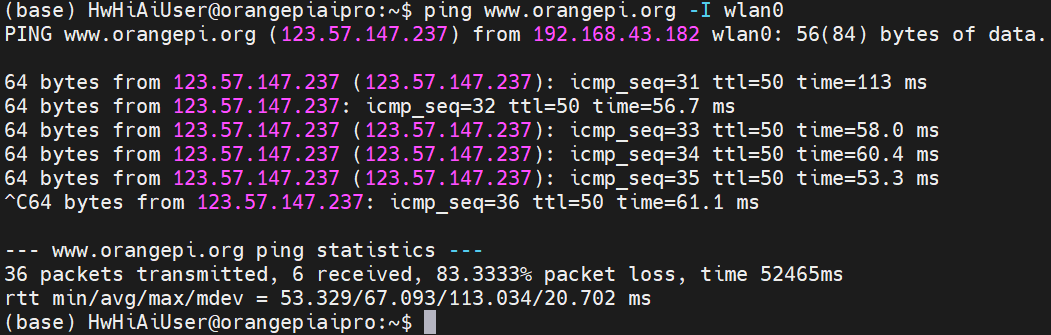 (base) HwHiAiUser@orangepiaipro:~$ ping www.orangepi.org -I wlan0
PING www.orangepi.org (123.57.147.237) from 192.168.43.182 wlan0: 56(84) bytes of data.
64 bytes from 123.57.147.237 (123.57.147.237): icmp_seq=31 ttl=50 time=113 ms
64 bytes from 123.57.147.237: icmp_seq=32 ttl=50 time=56.7 ms
64 bytes from 123.57.147.237 (123.57.147.237): icmp_seq=33 ttl=50 time=58.0 ms
64 bytes from 123.57.147.237 (123.57.147.237): icmp_seq=34 ttl=50 time=60.4 ms
64 bytes from 123.57.147.237 (123.57.147.237): icmp_seq=35 ttl=50 time=53.3 ms
^C64 bytes from 123.57.147.237: icmp_seq=36 ttl=50 time=61.1 ms
--- www.orangepi.org ping statistics ---
36 packets transmitted, 6 received, 83.3333% packet loss, time 52465ms
rtt min/avg/max/mdev = 53.329/67.093/113.034/20.702 ms
(base) HwHiAiUser@orangepiaipro:~$